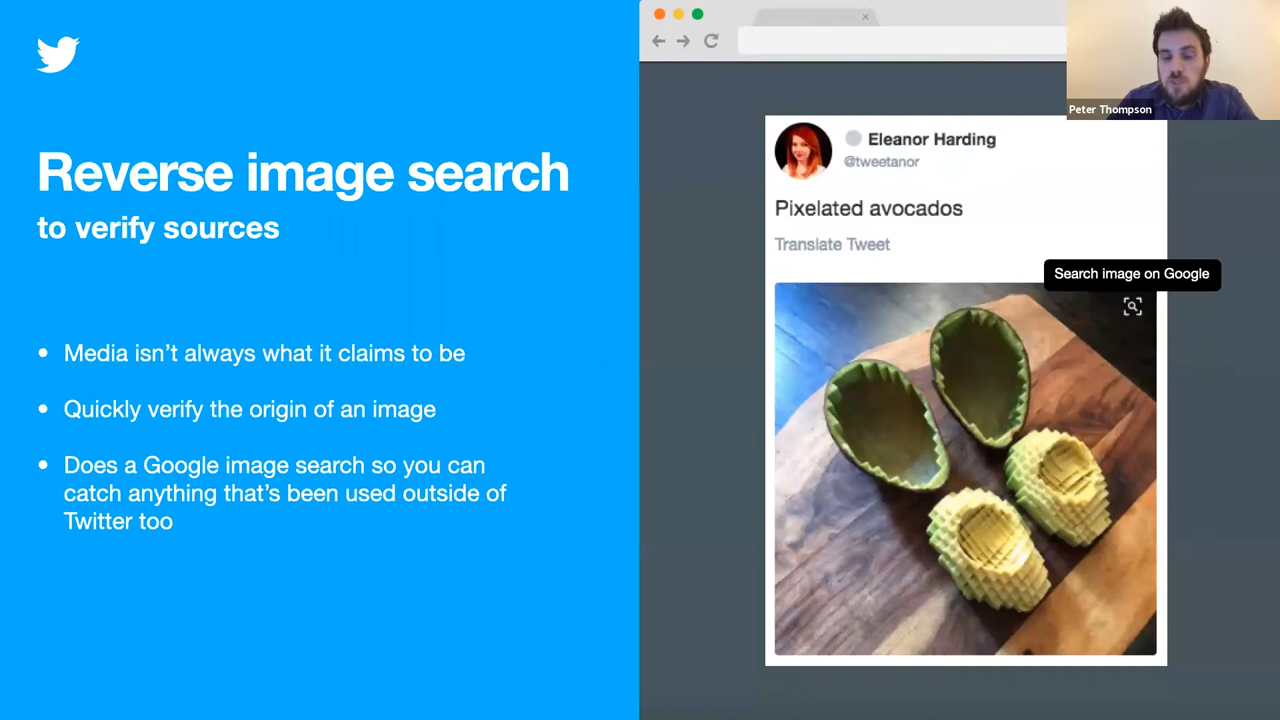 Reverse image search
to verify sources
• Media isn’t always what it claims to be
• Quickly verify the origin of an image
• Does a Google image search so you can
catch anything that’s been used outside of
Twitter too
Peter Thompson
Eleanor Harding
@tweetanor
Pixelated avocados
Translate Tweet
Search image on Google